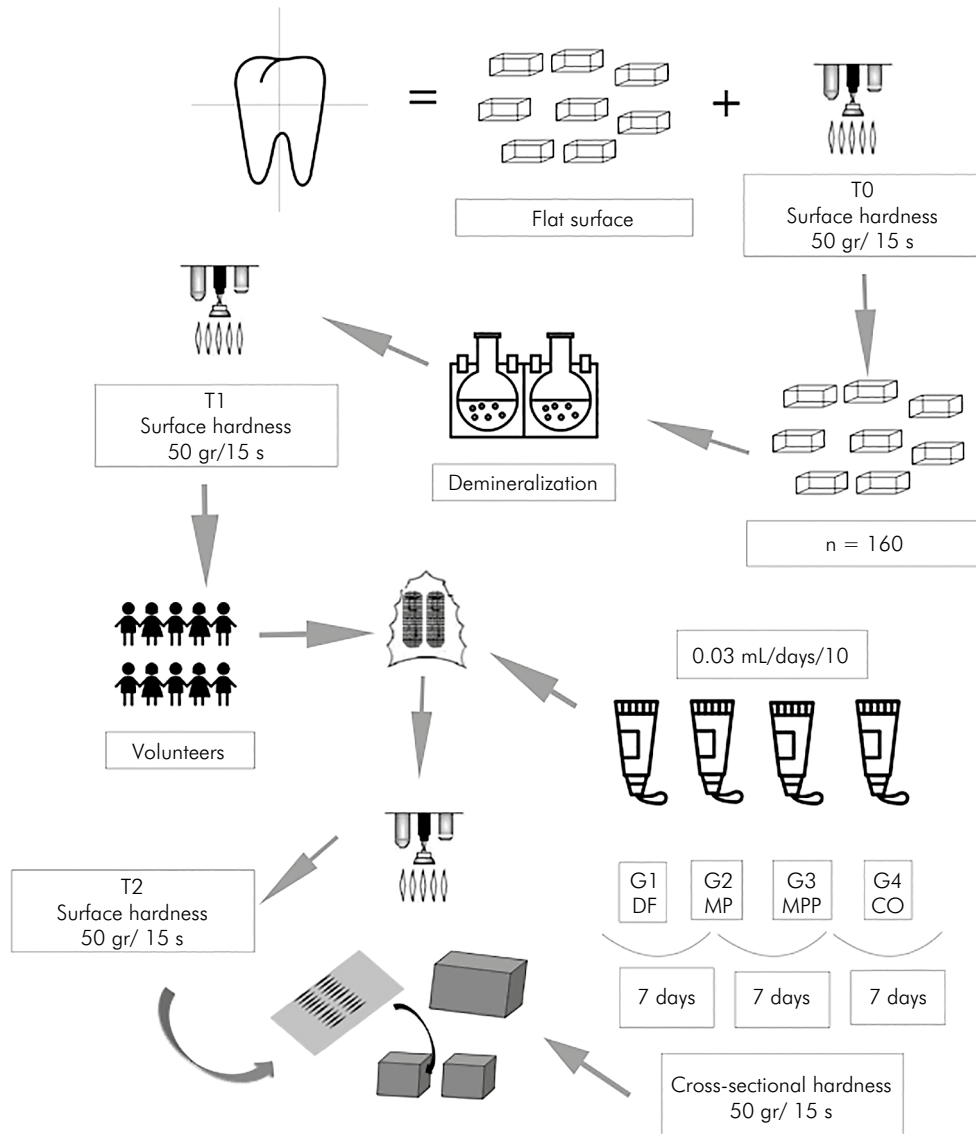 =
+
Flat surface
T0
Surface hardness
50 gr/ 15 s
n = 160
Demineralization
T1
Surface hardness
50 gr/15 s
Volunteers
0.03 mL/days/10
G1
DF
G2
MP
G3
MPP
G4
CO
7 days
7 days
7 days
T2
Surface hardness
50 gr/ 15 s
Cross-sectional hardness
50 gr/ 15 s